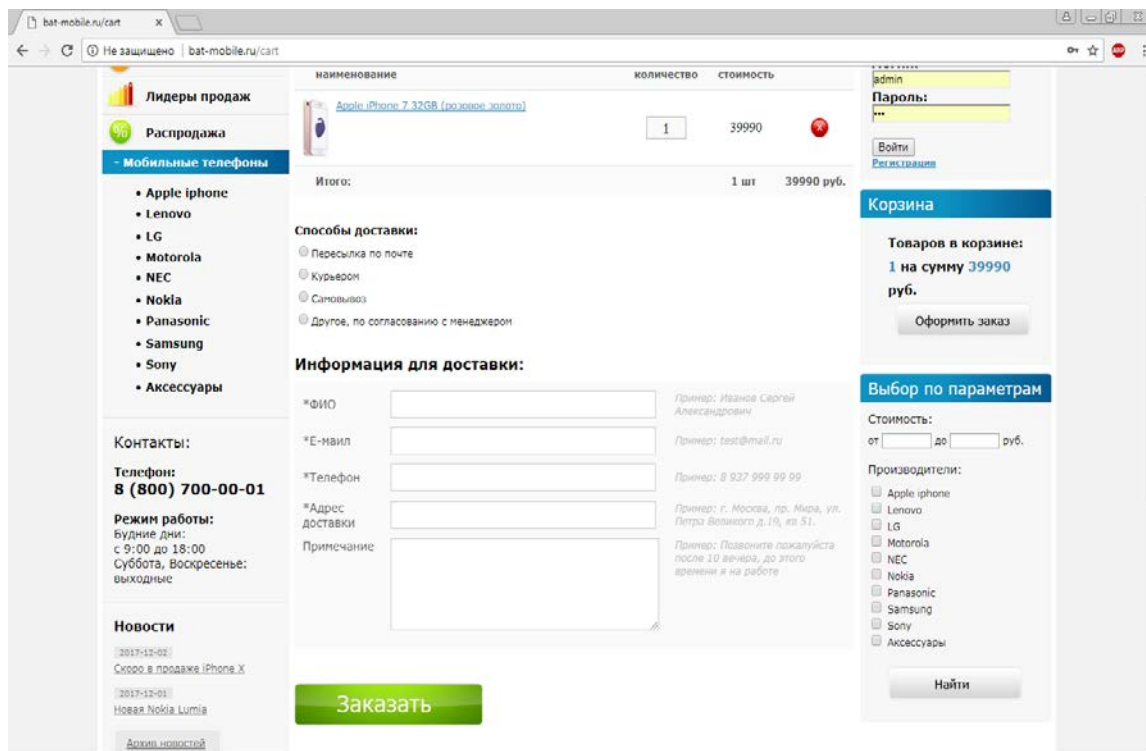 bat-mobile.ru/cart
Не защищено | bat-mobile.ru/cart
Лидеры продаж
Распродажа
- Мобильные телефоны
• Apple iphone
• Lenovo
• LG
• Motorola
• NEC
• Nokia
• Panasonic
• Samsung
• Sony
• Аксессуары
Контакты:
Телефон:
8 (800) 700-00-01
Режим работы:
Будние дни:
с 9:00 до 18:00
Суббота, Воскресенье:
выходные
Новости
2017-12-02
Скоро в продаже iPhone X
2017-12-01
Новая Nokia Lumia
Архив новостей
наименование количество стоимость
Apple iPhone 7 32GB (розовое золото)
1 39990
Итого: 1 шт 39990 руб.
Способы доставки:
Пересылка по почте
Курьером
Самовывоз
Другое, по согласованию с менеджером
Информация для доставки:
*ФИО
Пример: Иванов Сергей
Александрович
*Е-маил
Пример: test@mail.ru
*Телефон
Пример: 8 937 999 99 99
*Адрес
доставки
Пример: г. Москва, пр. Мира, ул.
Петра Великого д.19, кв 51.
Примечание
Пример: Позвоните пожалуйста
после 10 вечера, до этого
времени я на работе
Заказать
admin
Пароль:
•••
Войти
Регистрация
Корзина
Товаров в корзине:
1 на сумму 39990
руб.
Оформить заказ
Выбор по параметрам
Стоимость:
от до руб.
Производители:
Apple iphone
Lenovo
LG
Motorola
NEC
Nokia
Panasonic
Samsung
Sony
Аксессуары
Найти